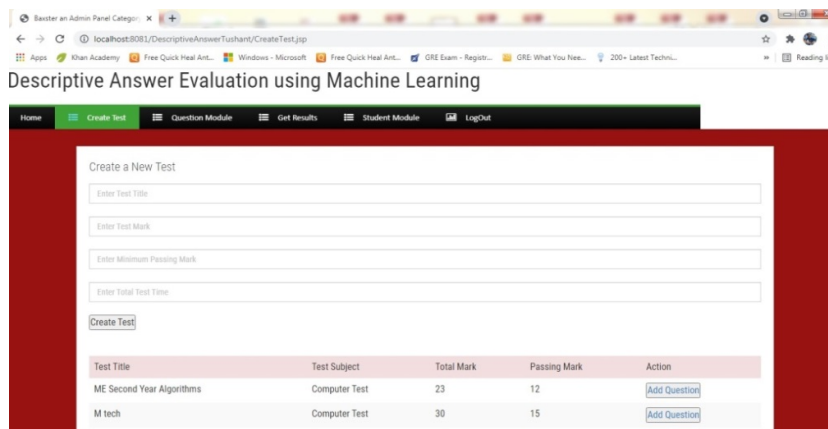 Baxster an Admin Panel Categor
localhost:8081/DescriptiveAnswerTushant/CreateTest.jsp
Apps Khan Academy Free Quick Heal Ant... Windows - Microsoft Free Quick Heal Ant... GRE Exam - Registr... GRE: What You Nee... 200+ Latest Techni... » Reading li
Descriptive Answer Evaluation using Machine Learning
Home Create Test Question Module Get Results Student Module LogOut
Create a New Test
Enter Test Title
Enter Test Mark
Enter Minimum Passing Mark
Enter Total Test Time
Create Test
Test Title Test Subject Total Mark Passing Mark Action
ME Second Year Algorithms Computer Test 23 12 Add Question
M tech Computer Test 30 15 Add Question